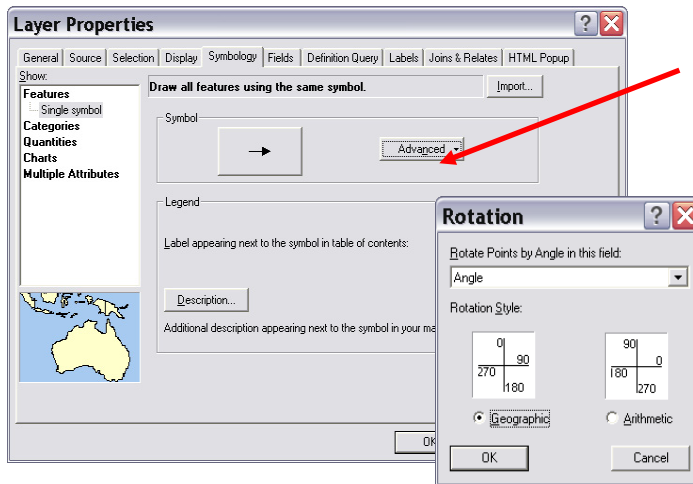 Layer Properties
General Source Selection Display Symbology Fields Definition Query Labels Joins & Relates HTML Popup
Show:
Features
Single symbol
Categories
Quantities
Charts
Multiple Attributes
Draw all features using the same symbol.
Import...
Symbol
Advanced
Legend
Label appearing next to the symbol in table of contents:
Description...
Additional description appearing next to the symbol in your
OK
Rotation
Rotate Points by Angle in this field:
Angle
Rotation Style:
0
90
270
180
90
0
180
270
Geographic
Arithmetic
OK
Cancel